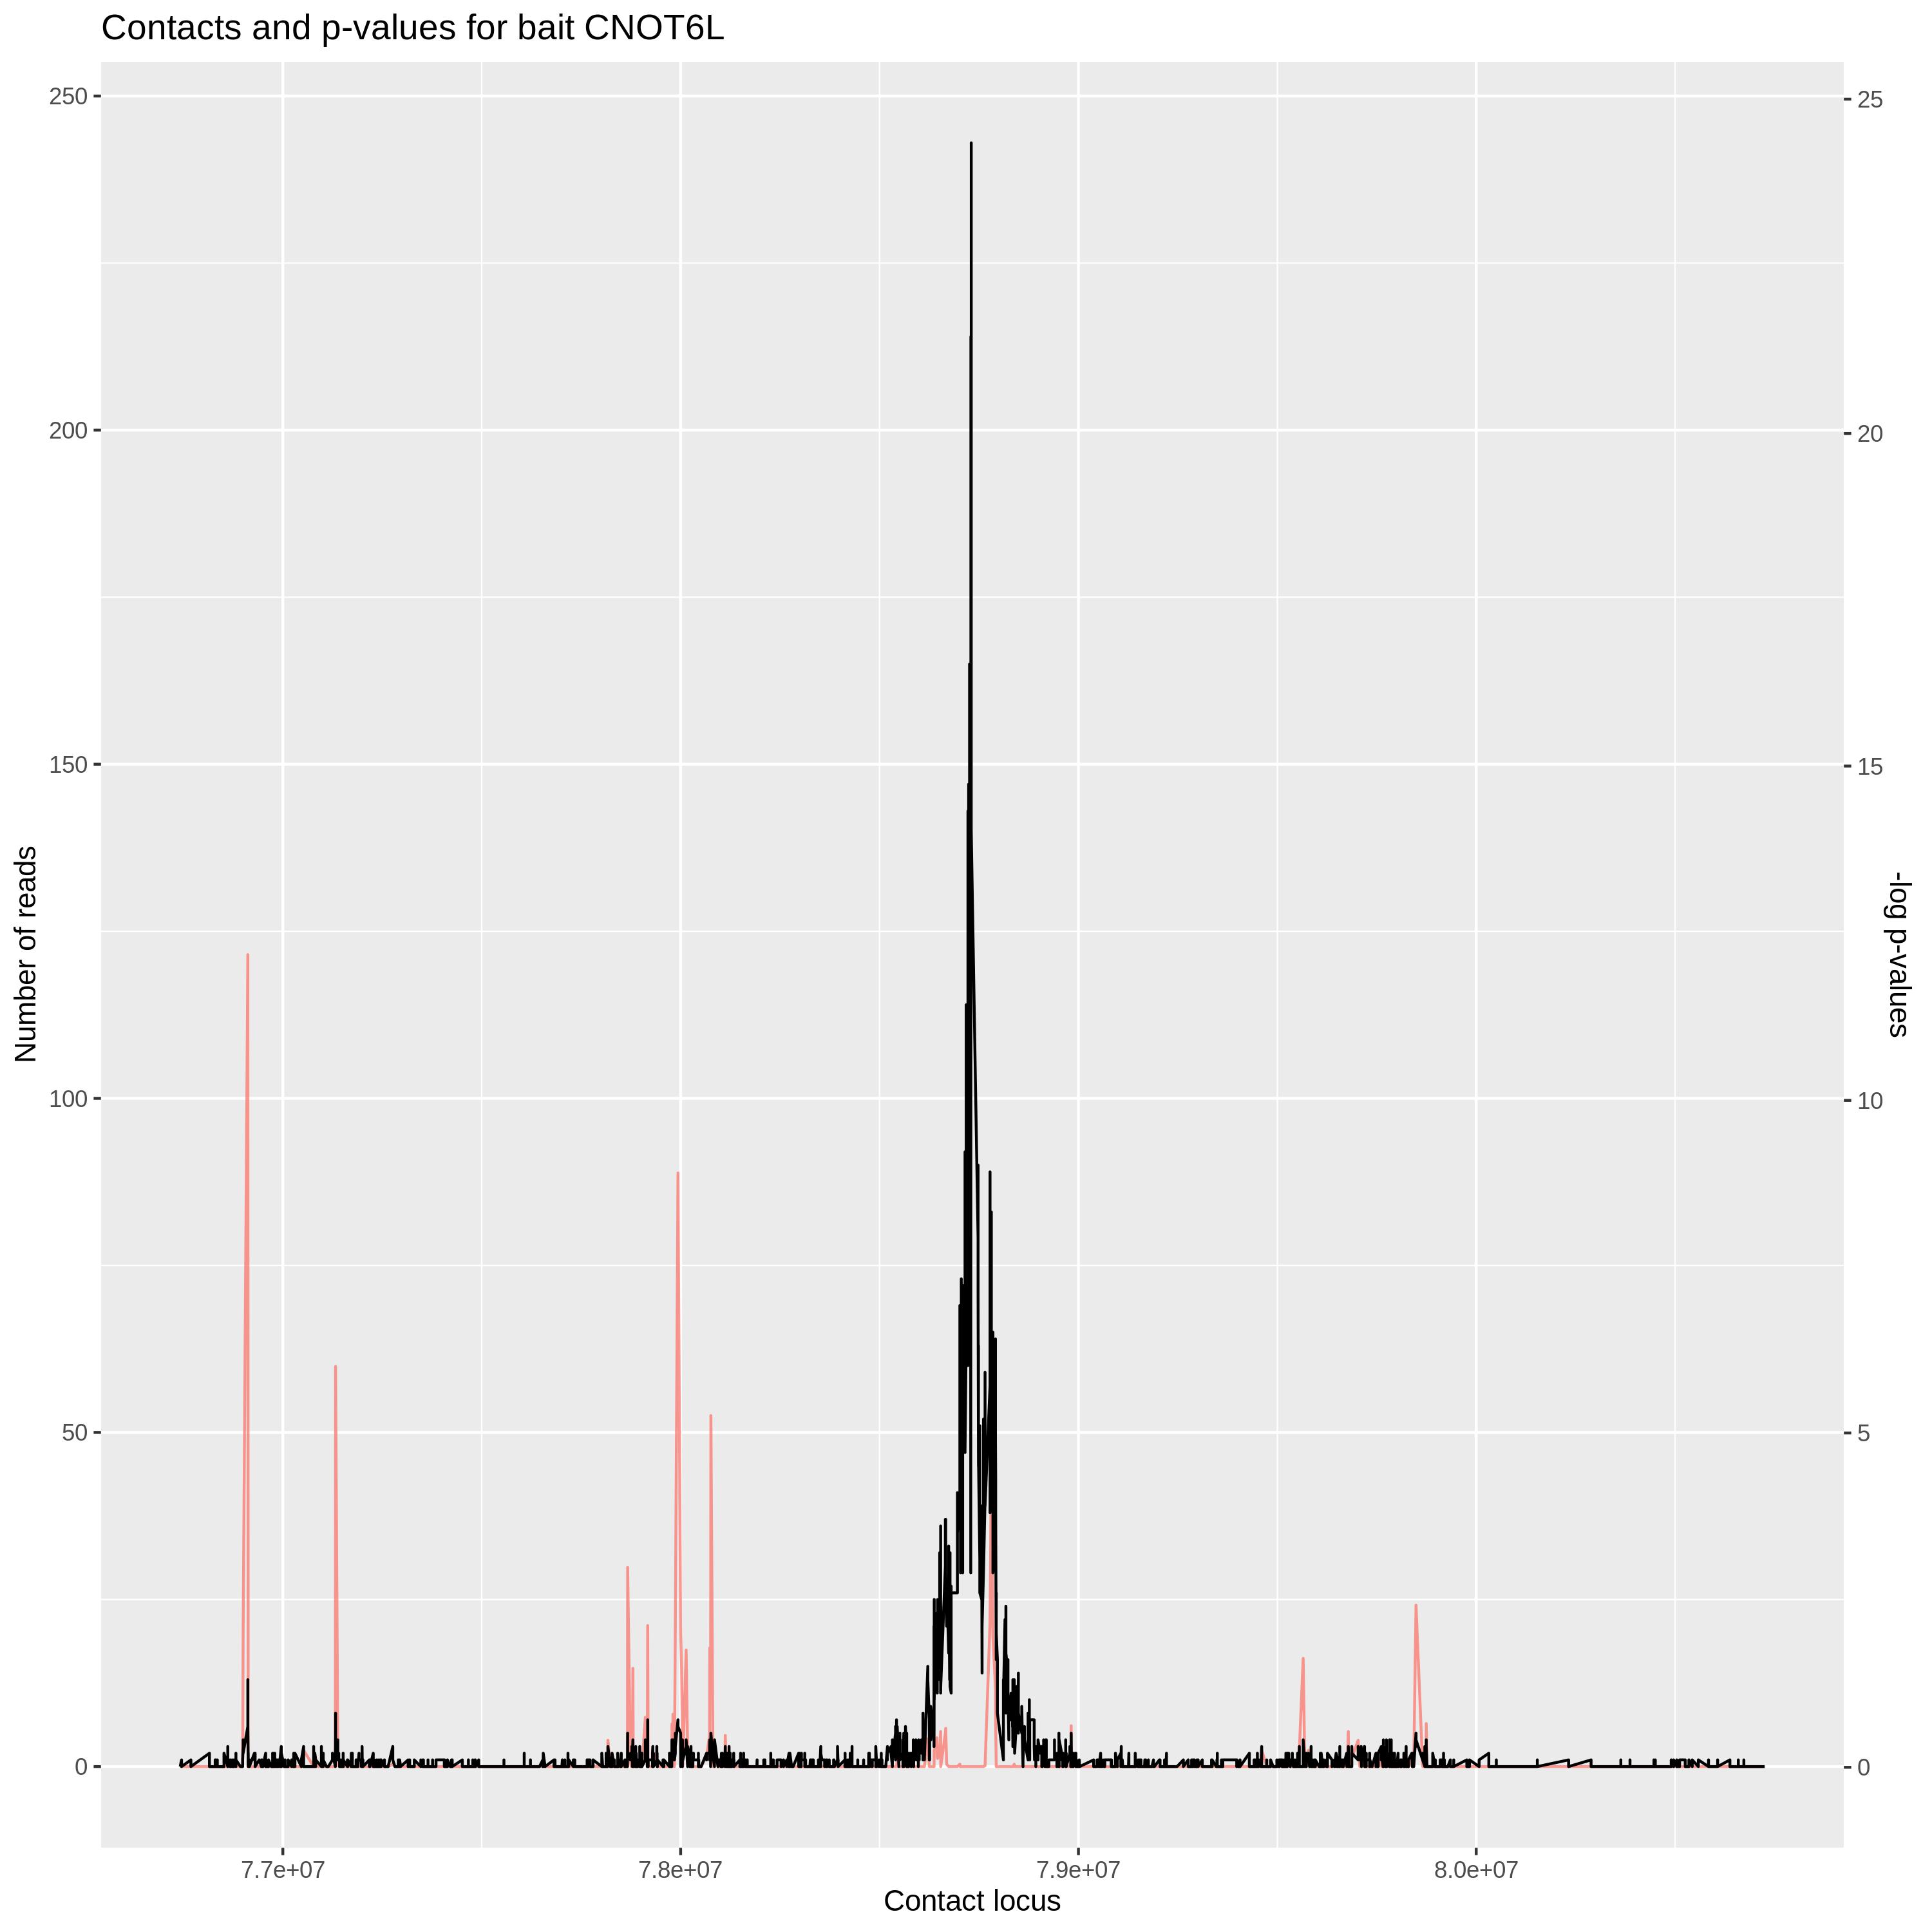 Contacts and p-values for bait CNOT6L
250
200
150
100
50
0
Number of reads
25
20
15
10
5
0
-log p-values
7.7e+07 7.8e+07 7.9e+07 8.0e+07
Contact locus